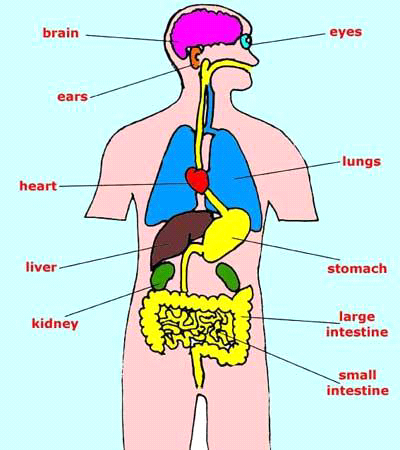 brain
eyes
ears
lungs
heart
liver
stomach
kidney
large
intestine
small
intestine